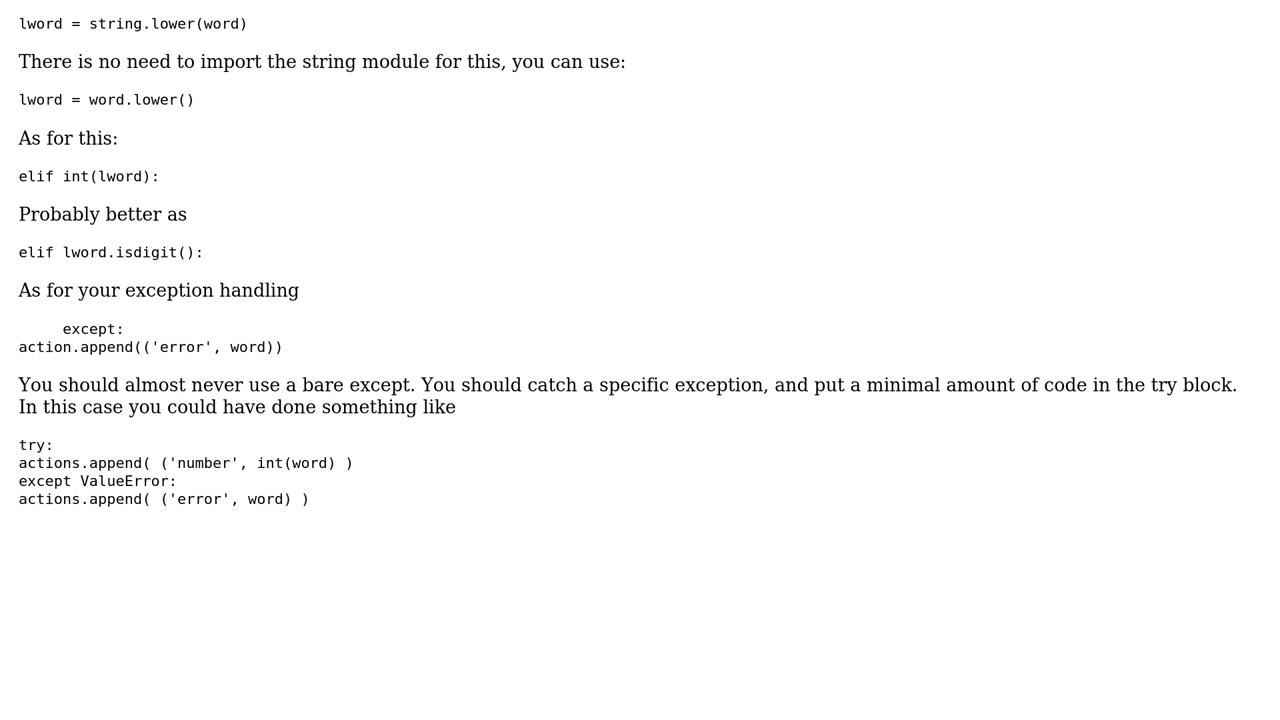 lword = string.lower(word)
There is no need to import the string module for this, you can use:
lword = word.lower()
As for this:
elif int(lword):
Probably better as
elif lword.isdigit():
As for your exception handling
     except:
action.append(('error', word))
You should almost never use a bare except. You should catch a specific exception, and put a minimal amount of code in the try block.
In this case you could have done something like
try:
actions.append( ('number', int(word) )
except ValueError:
actions.append( ('error', word) )